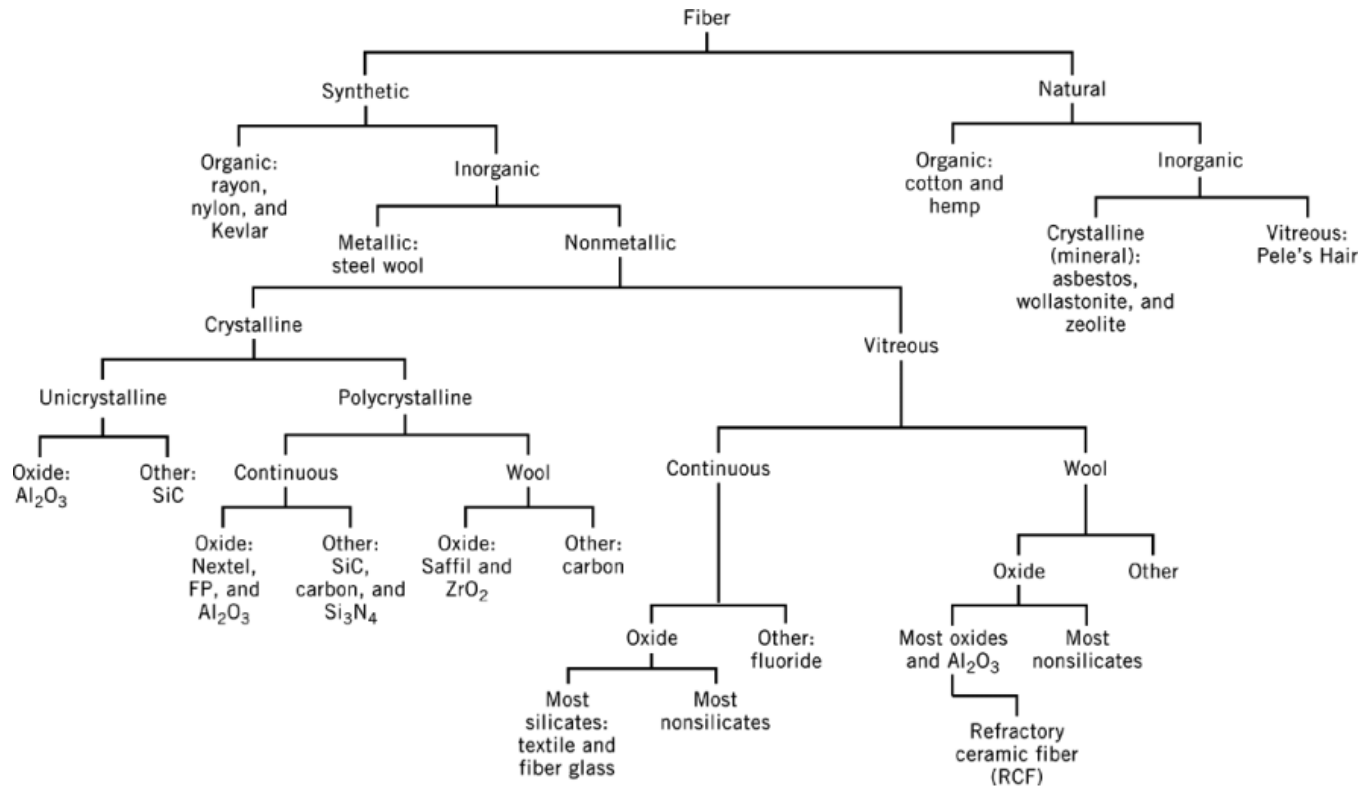 Fiber
Synthetic
Natural
Organic:
rayon,
nylon, and
Kevlar
Inorganic
Organic:
cotton and
hemp
Inorganic
Metallic:
steel wool
Nonmetallic
Crystalline
(mineral):
asbestos,
wollastonite, and
zeolite
Vitreous:
Pele's Hair
Crystalline
Vitreous
Unicrystalline
Polycrystalline
Oxide:
Al₂O₃
Other:
SiC
Continuous
Wool
Continuous
Wool
Oxide:
Nextel,
FP, and
Al₂O₃
Other:
SiC,
carbon, and
Si₃N₄
Oxide:
Saffil and
ZrO₂
Other:
carbon
Oxide
Other
Oxide
Other:
fluoride
Most oxides
and Al₂O₃
Most
nonsilicates
Most
silicates:
textile and
fiber glass
Most
nonsilicates
Refractory
ceramic fiber
(RCF)